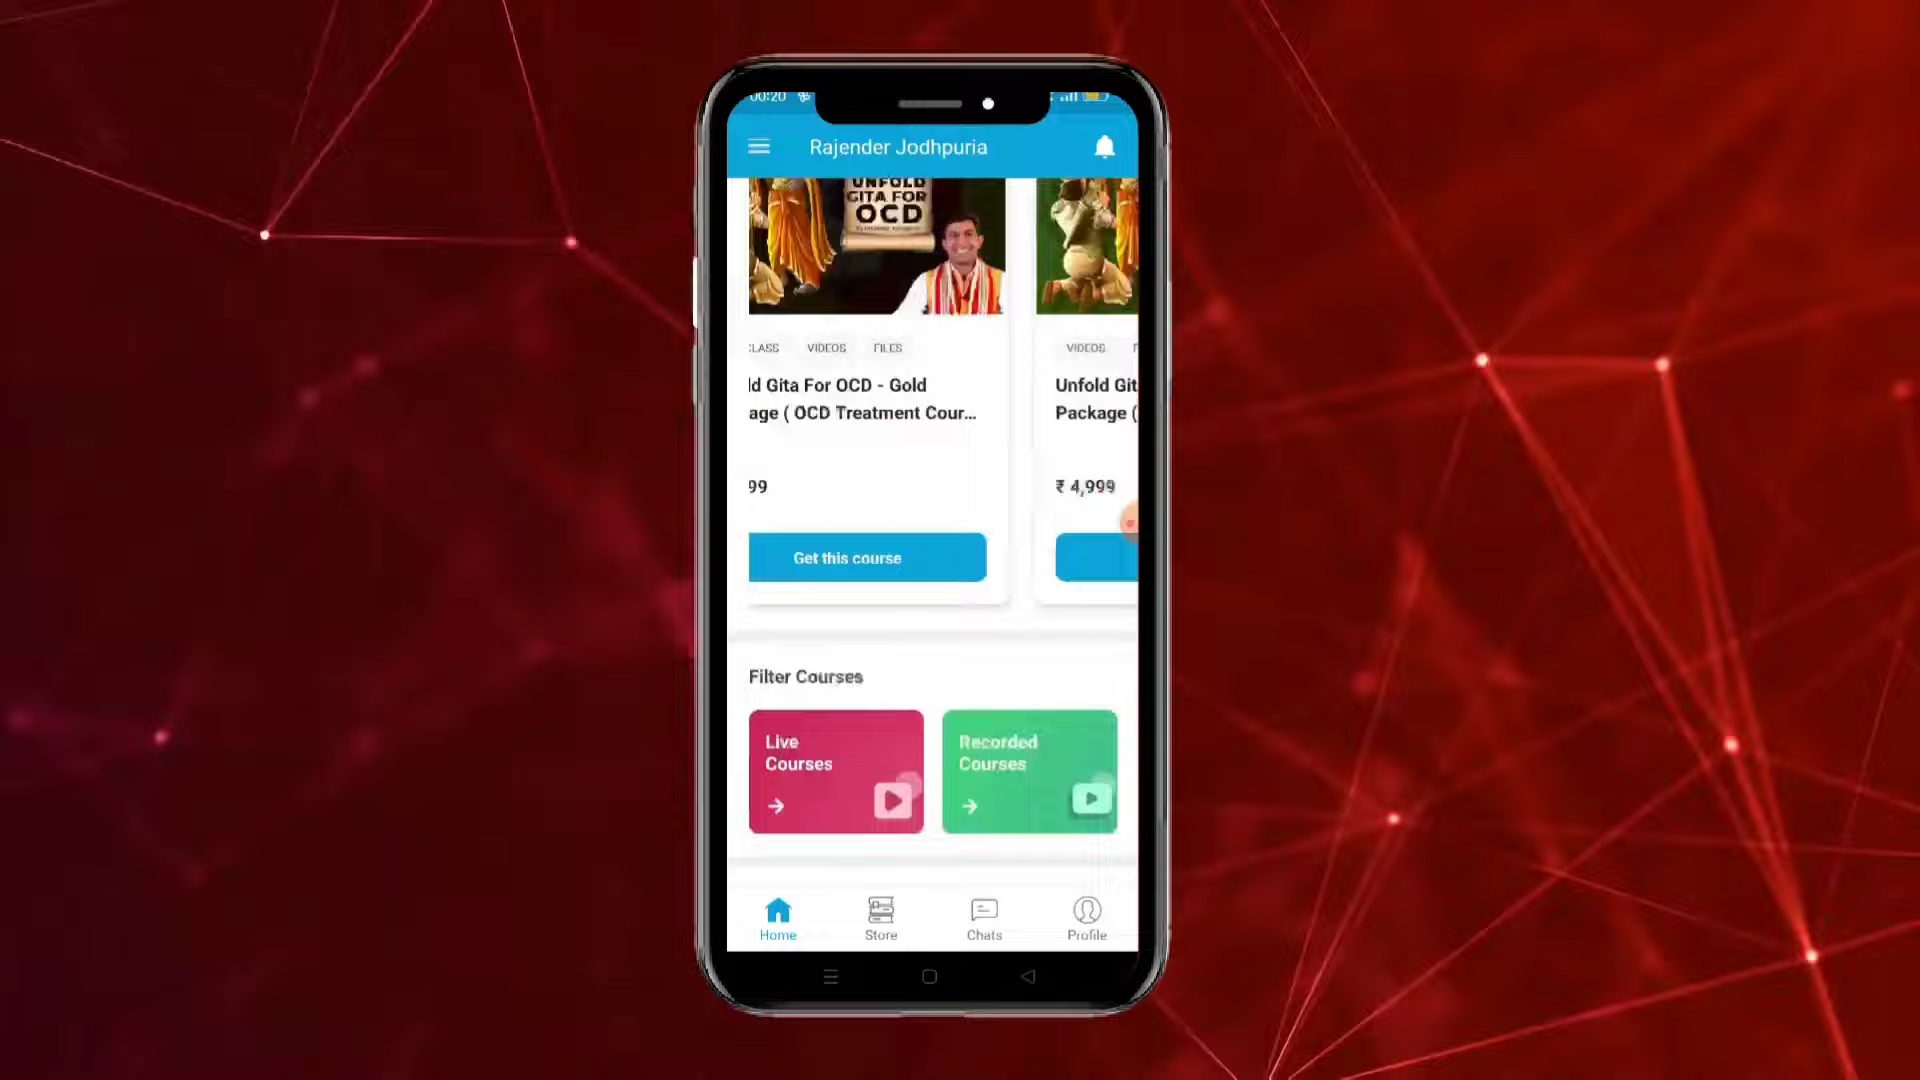 00:20
Rajender Jodhpuria
UNFOLD
GITA FOR
OCD
CLASS VIDEOS FILES
VIDEOS
ld Gita For OCD - Gold
age ( OCD Treatment Cour...
Unfold Git
Package (
99
₹ 4,999
Get this course
Filter Courses
Live
Courses
Recorded
Courses
Home
Store
Chats
Profile